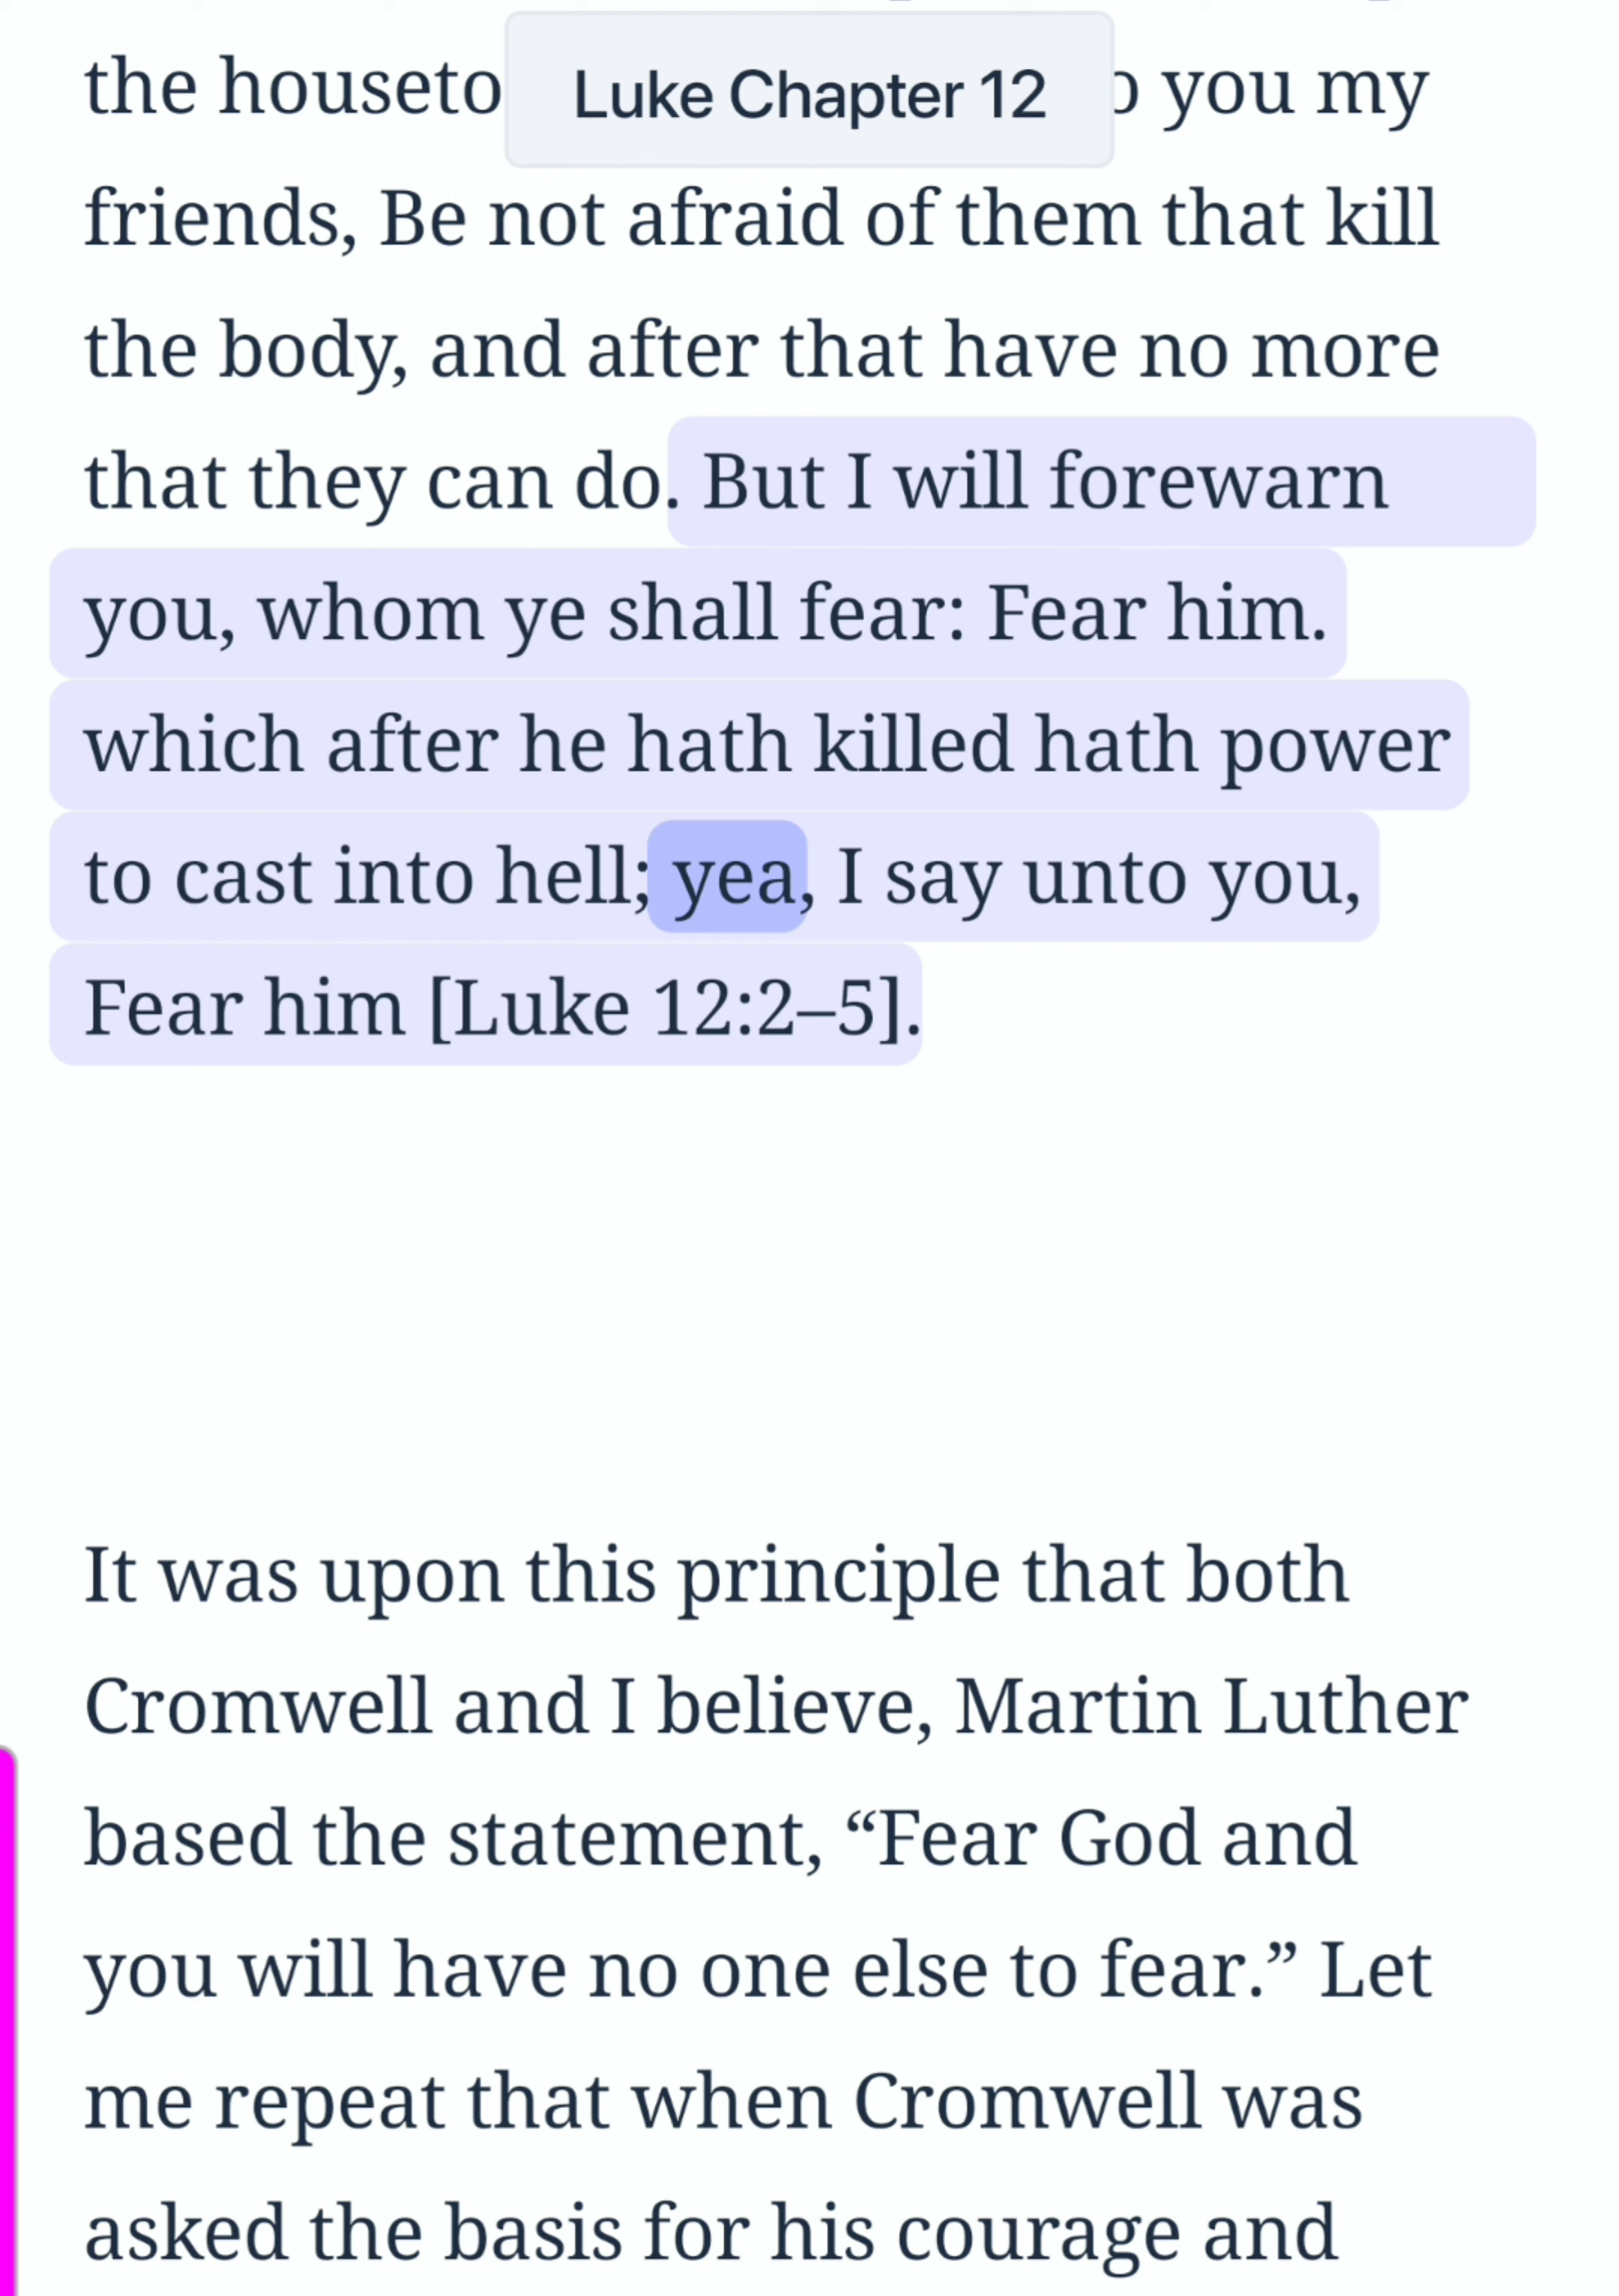 the houseto
Luke Chapter 12
you my
friends, Be not afraid of them that kill
the body, and after that have no more
that they can do. But I will forewarn
you, whom ye shall fear: Fear him.
which after he hath killed hath power
to cast into hell; yea, I say unto you,
Fear him [Luke 12:2–5].
It was upon this principle that both
Cromwell and I believe, Martin Luther
based the statement, “Fear God and
you will have no one else to fear.” Let
me repeat that when Cromwell was
asked the basis for his courage and